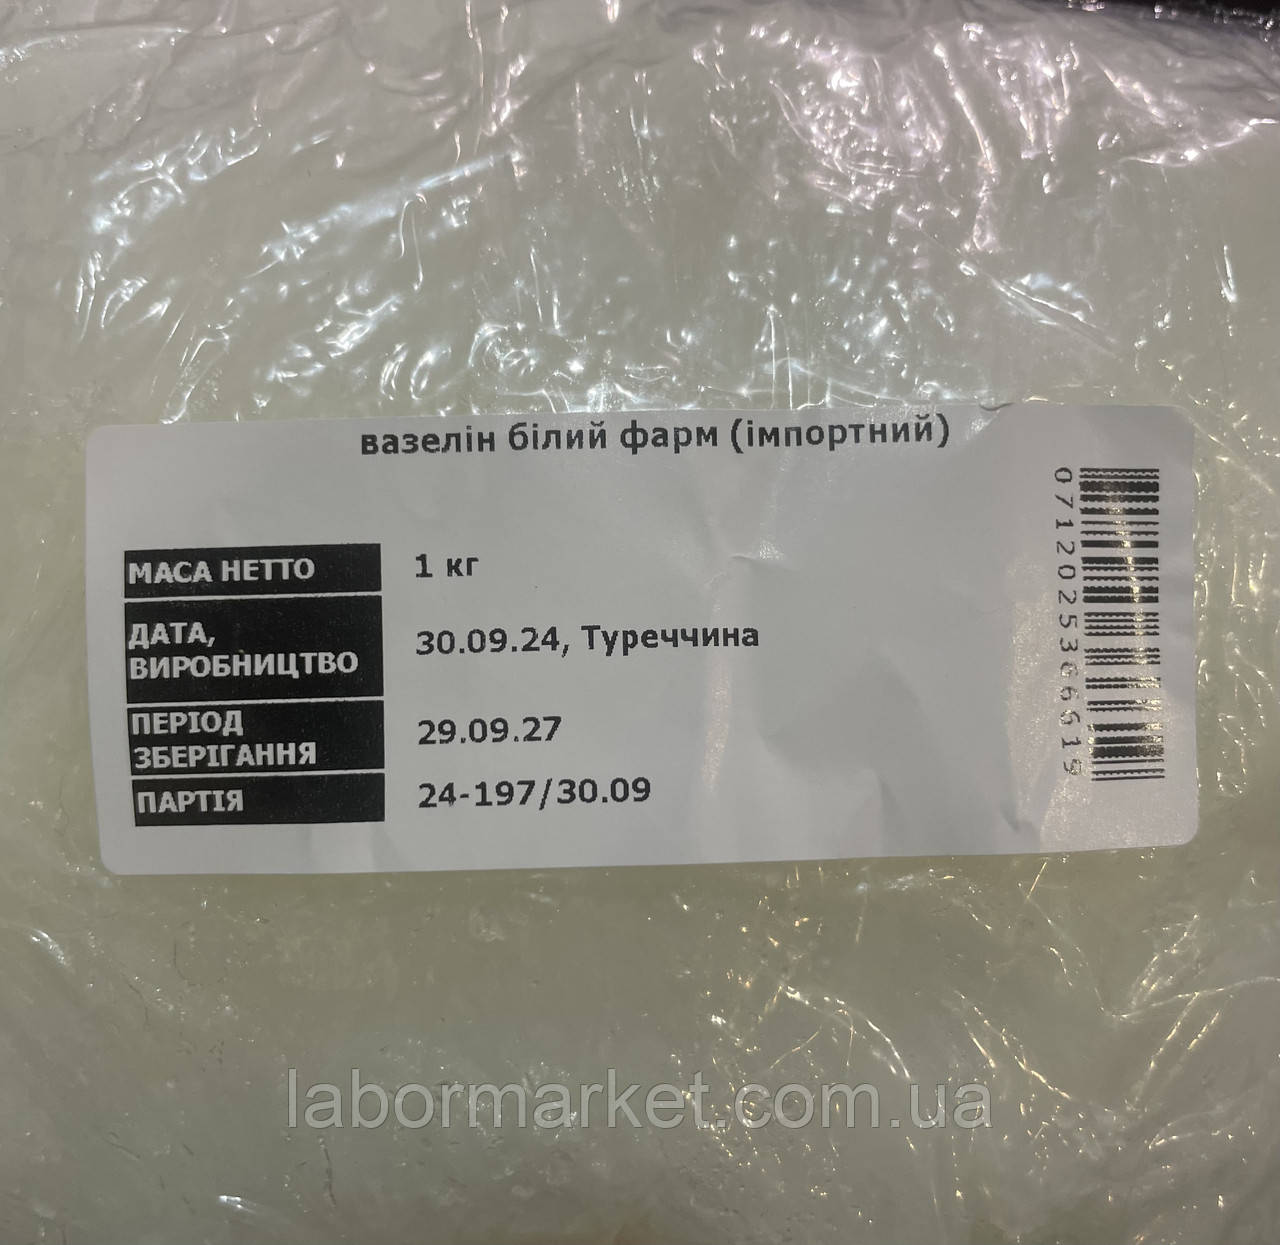 вазелін білий фарм (імпортний)
МАСА НЕТТО 1 кг
ДАТА,
ВИРОБНИЦТВО 30.09.24, Туреччина
ПЕРІОД
ЗБЕРІГАННЯ 29.09.27
ПАРТІЯ 24-197/30.09
0712025366619
labormarket.com.ua